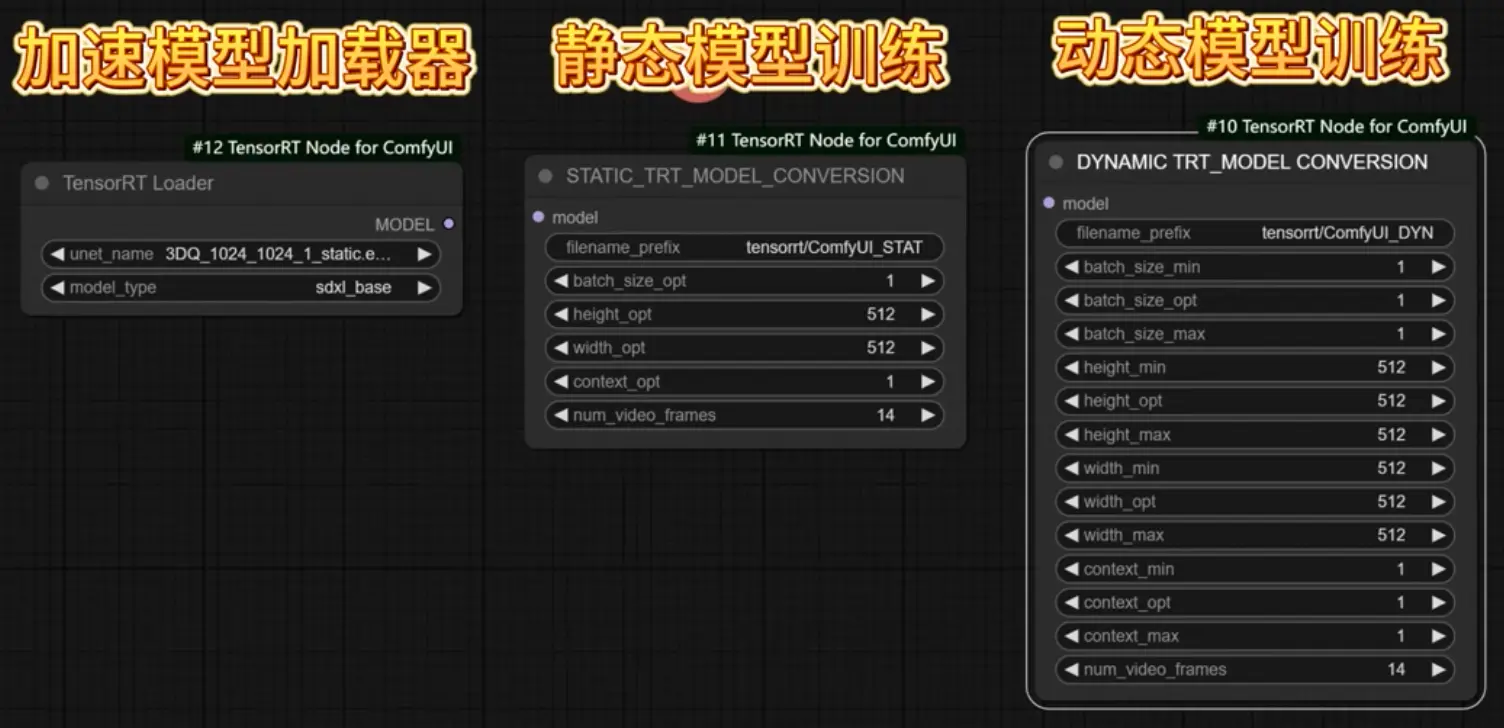 加速模型加载器
#12 TensorRT Node for ComfyUI
TensorRT Loader
MODEL
unet_name 3DQ_1024_1024_1_static.e...
model_type sdxl_base
静态模型训练
#11 TensorRT Node for ComfyUI
STATIC_TRT_MODEL_CONVERSION
model
filename_prefix tensorrt/ComfyUI_STAT
batch_size_opt 1
height_opt 512
width_opt 512
context_opt 1
num_video_frames 14
动态模型训练
#10 TensorRT Node for ComfyUI
DYNAMIC TRT_MODEL CONVERSION
model
filename_prefix tensorrt/ComfyUI_DYN
batch_size_min 1
batch_size_opt 1
batch_size_max 1
height_min 512
height_opt 512
height_max 512
width_min 512
width_opt 512
width_max 512
context_min 1
context_opt 1
context_max 1
num_video_frames 14